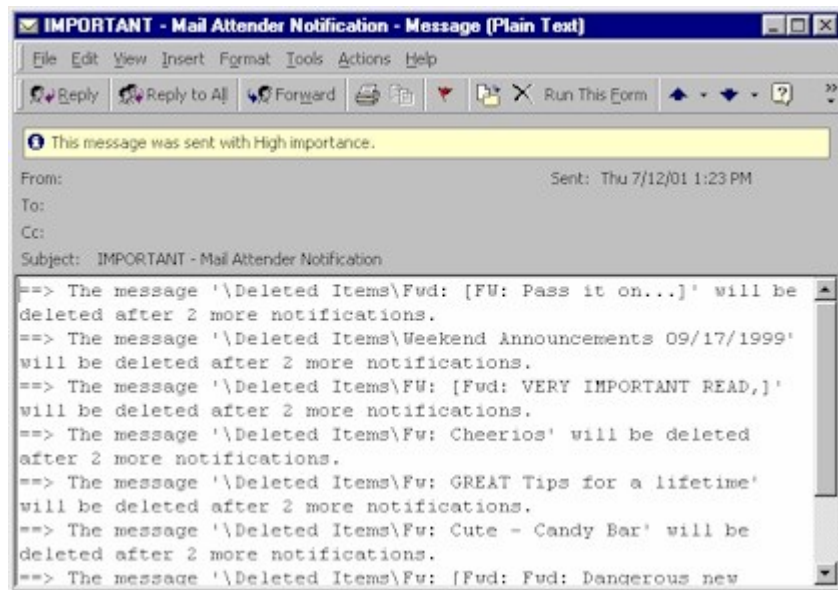 IMPORTANT - Mail Attender Notification - Message (Plain Text)
File Edit View Insert Format Tools Actions Help
Reply Reply to All Forward Run This Form
This message was sent with High importance.
From: Sent: Thu 7/12/01 1:23 PM
To:
Cc:
Subject: IMPORTANT - Mail Attender Notification
==> The message '\Deleted Items\Fwd: [FW: Pass it on...]' will be
deleted after 2 more notifications.
==> The message '\Deleted Items\Weekend Announcements 09/17/1999'
will be deleted after 2 more notifications.
==> The message '\Deleted Items\FW: [Fwd: VERY IMPORTANT READ,]'
will be deleted after 2 more notifications.
==> The message '\Deleted Items\Fw: Cheerios' will be deleted
after 2 more notifications.
==> The message '\Deleted Items\Fw: GREAT Tips for a lifetime'
will be deleted after 2 more notifications.
==> The message '\Deleted Items\Fw: Cute - Candy Bar' will be
deleted after 2 more notifications.
==> The message '\Deleted Items\Fw: [Fwd: Fwd: Dangerous new